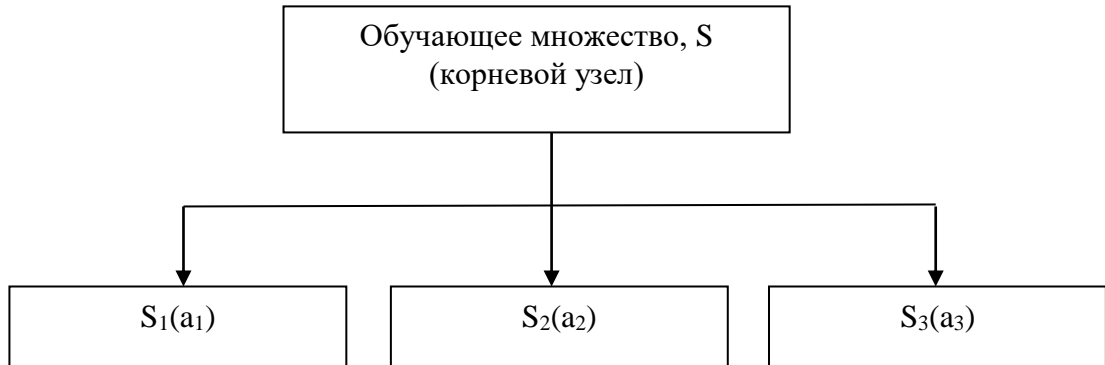 Обучающее множество, S
(корневой узел)
S₁(a₁)
S₂(a₂)
S₃(a₃)